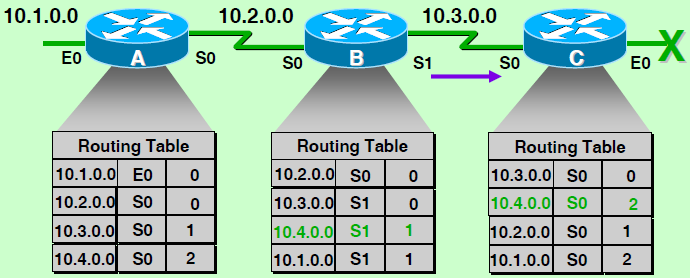 10.1.0.0 10.2.0.0 10.3.0.0 X
E0 A S0 S0 B S1 S0 C E0
Routing Table
10.1.0.0 E0 0
10.2.0.0 S0 0
10.3.0.0 S0 1
10.4.0.0 S0 2
Routing Table
10.2.0.0 S0 0
10.3.0.0 S1 0
10.4.0.0 S1 1
10.1.0.0 S1 1
Routing Table
10.3.0.0 S0 0
10.4.0.0 S0 2
10.2.0.0 S0 1
10.1.0.0 S0 2